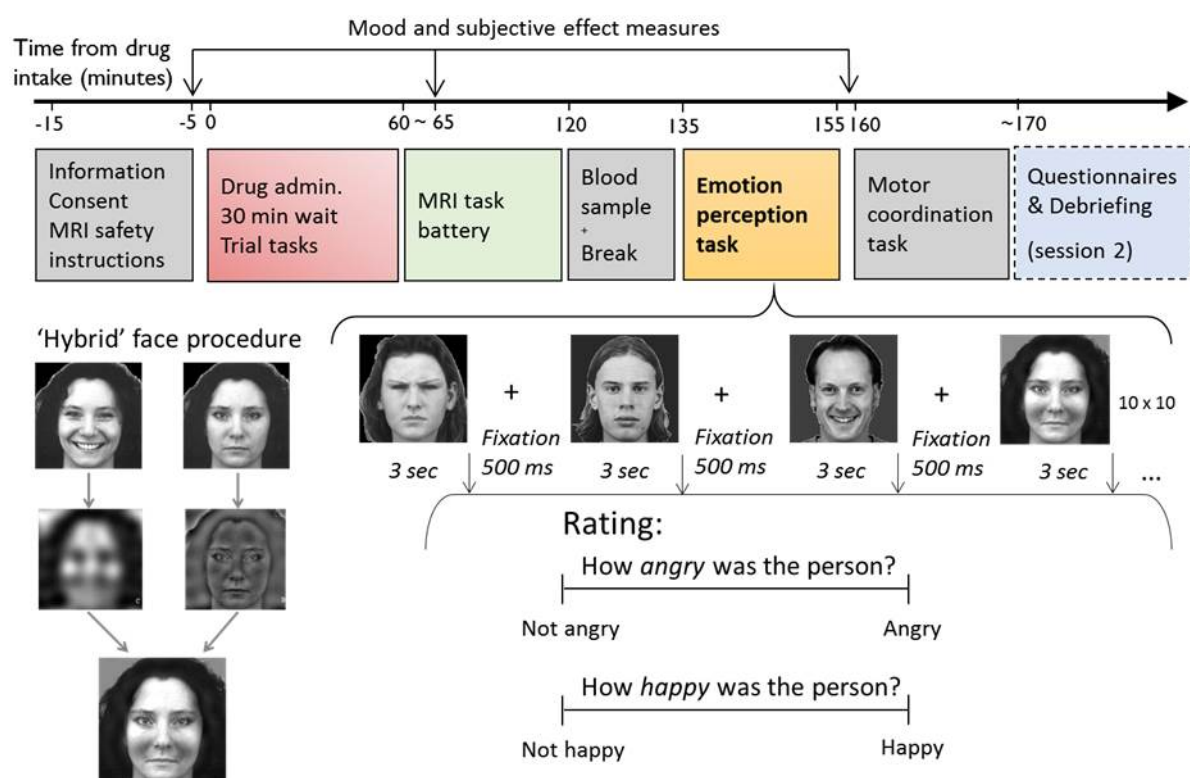 Mood and subjective effect measures
Time from drug
intake (minutes)
-15
-5
0
60
~ 65
120
135
155
160
~170
Information
Consent
MRI safety
instructions
Drug admin.
30 min wait
Trial tasks
MRI task
battery
Blood
sample
+
Break
Emotion
perception
task
Motor
coordination
task
Questionnaires
& Debriefing
(session 2)
'Hybrid' face procedure
+
+
+
10 x 10
Fixation
500 ms
Fixation
500 ms
Fixation
500 ms
3 sec
3 sec
3 sec
3 sec
...
Rating:
How angry was the person?
Not angry
Angry
How happy was the person?
Not happy
Happy